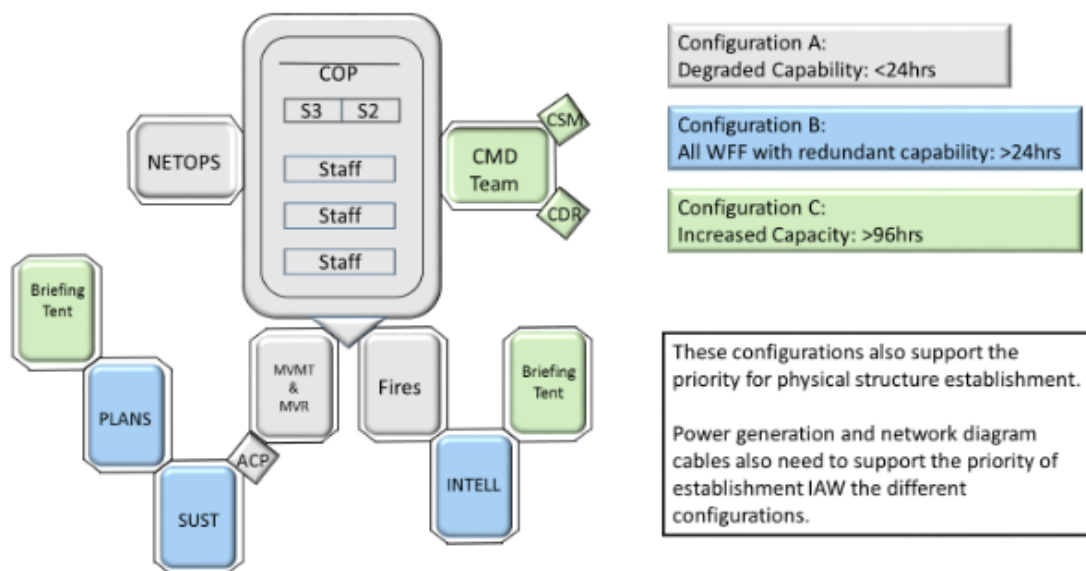 COP
S3 S2
Staff
Staff
Staff
NETOPS
CMD
Team
CSM
CDR
Briefing
Tent
PLANS
SUST
ACP
MVMT
&
MVR
Fires
INTELL
Briefing
Tent
Configuration A:
Degraded Capability: <24hrs
Configuration B:
All WFF with redundant capability: >24hrs
Configuration C:
Increased Capacity: >96hrs
These configurations also support the
priority for physical structure establishment.
Power generation and network diagram
cables also need to support the priority of
establishment IAW the different
configurations.